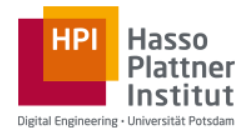 HPI
Hasso
Plattner
Institut
Digital Engineering • Universität Potsdam